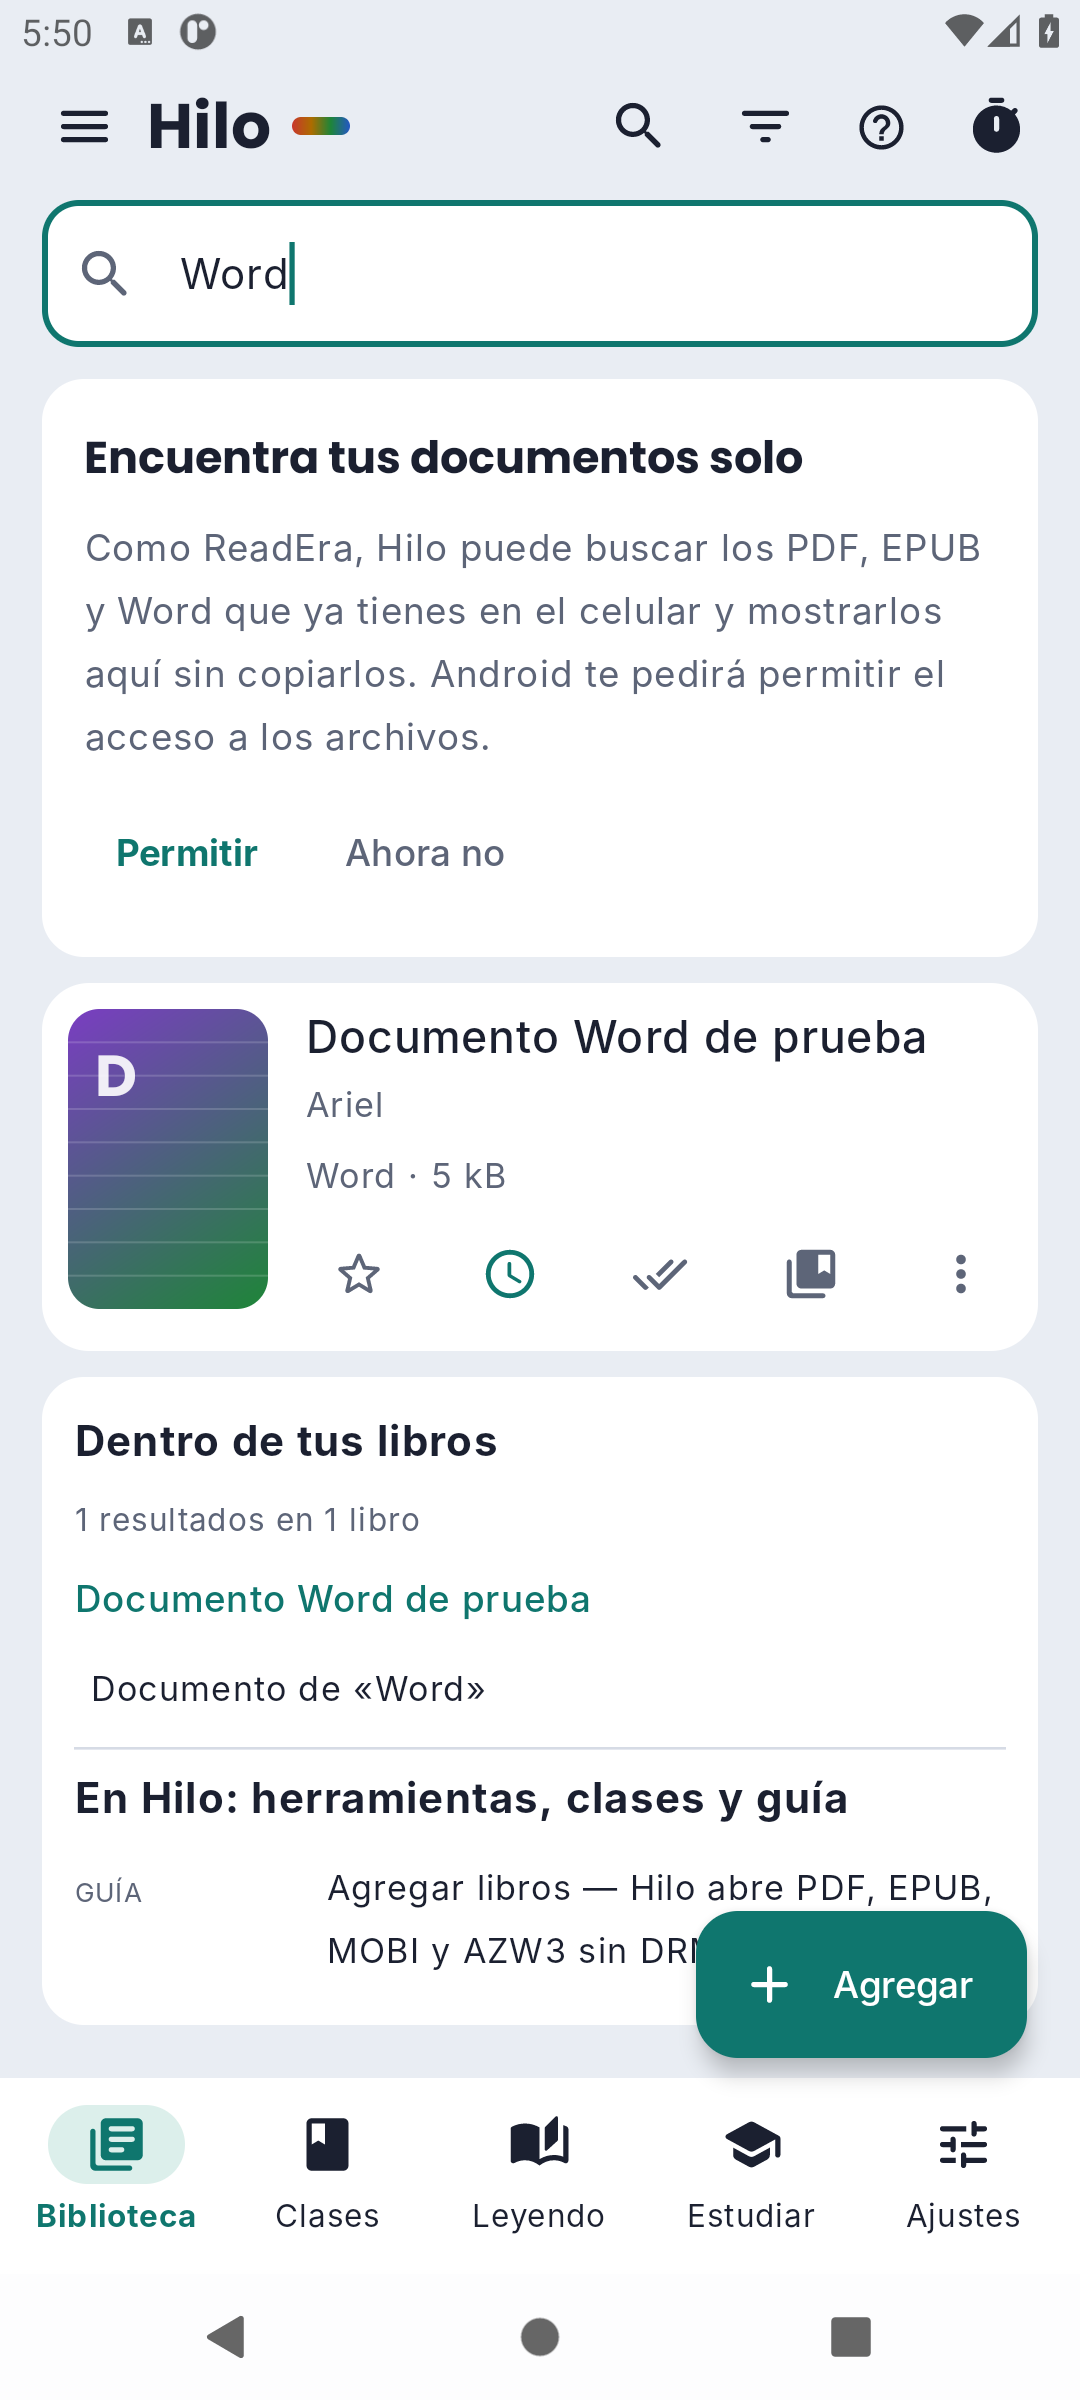 5:50
Hilo
Word
Encuentra tus documentos solo
Como ReadEra, Hilo puede buscar los PDF, EPUB
y Word que ya tienes en el celular y mostrarlos
aquí sin copiarlos. Android te pedirá permitir el
acceso a los archivos.
Permitir Ahora no
D
Documento Word de prueba
Ariel
Word · 5 kB
Dentro de tus libros
1 resultados en 1 libro
Documento Word de prueba
Documento de «Word»
En Hilo: herramientas, clases y guía
GUÍA
Agregar libros — Hilo abre PDF, EPUB,
MOBI y AZW3 sin
Agregar
Biblioteca Clases Leyendo Estudiar Ajustes